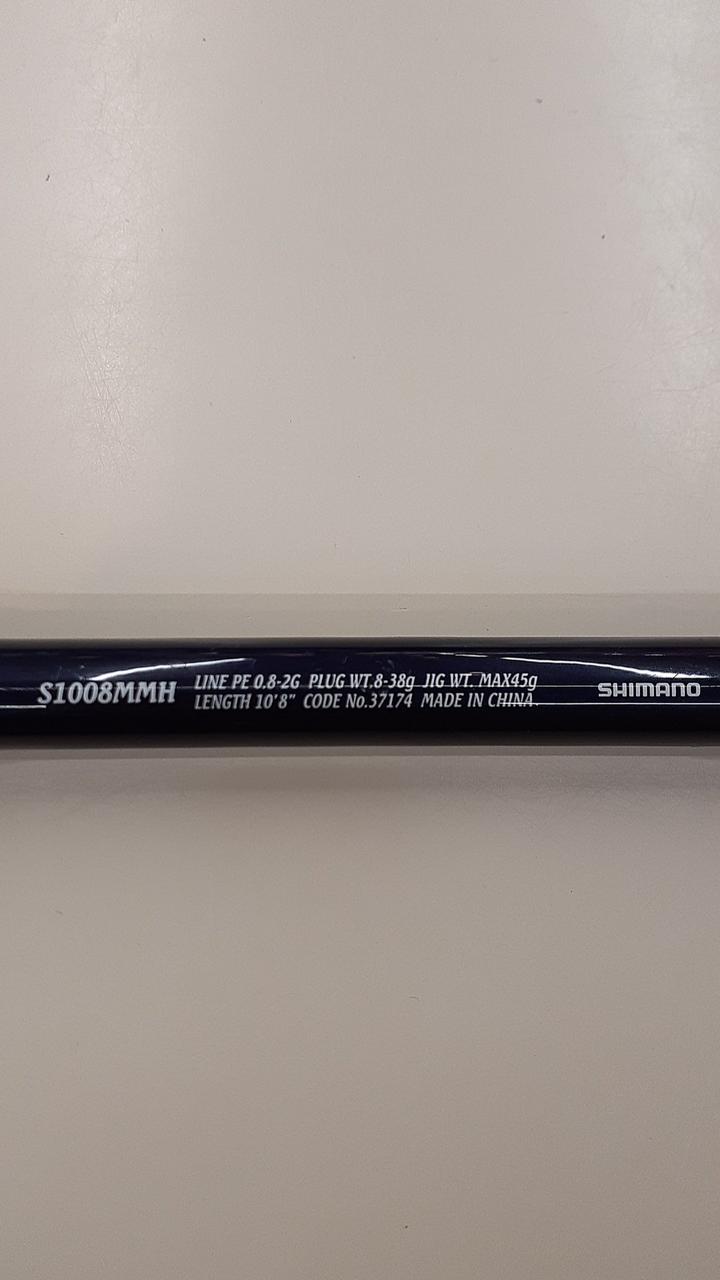 S1008MMH
LINE PE 0.8-2G PLUG WT.8-38g JIG WT. MAX45g
LENGTH 10'8" CODE No.37174 MADE IN CHINA
SHIMANO